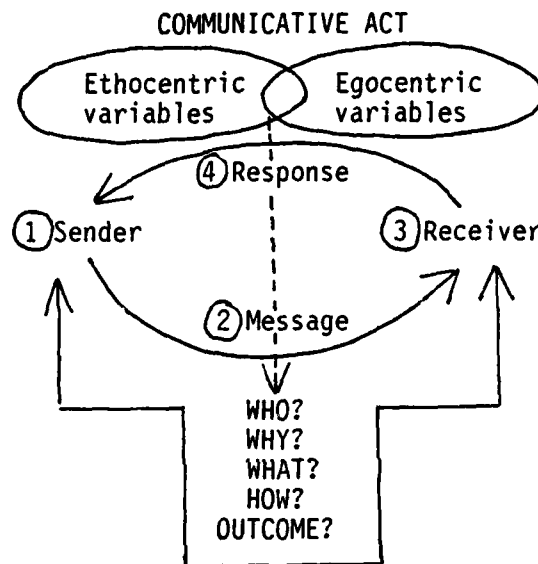 COMMUNICATIVE ACT
Ethocentric variables
Egocentric variables
④ Response
① Sender
③ Receiver
② Message
WHO?
WHY?
WHAT?
HOW?
OUTCOME?